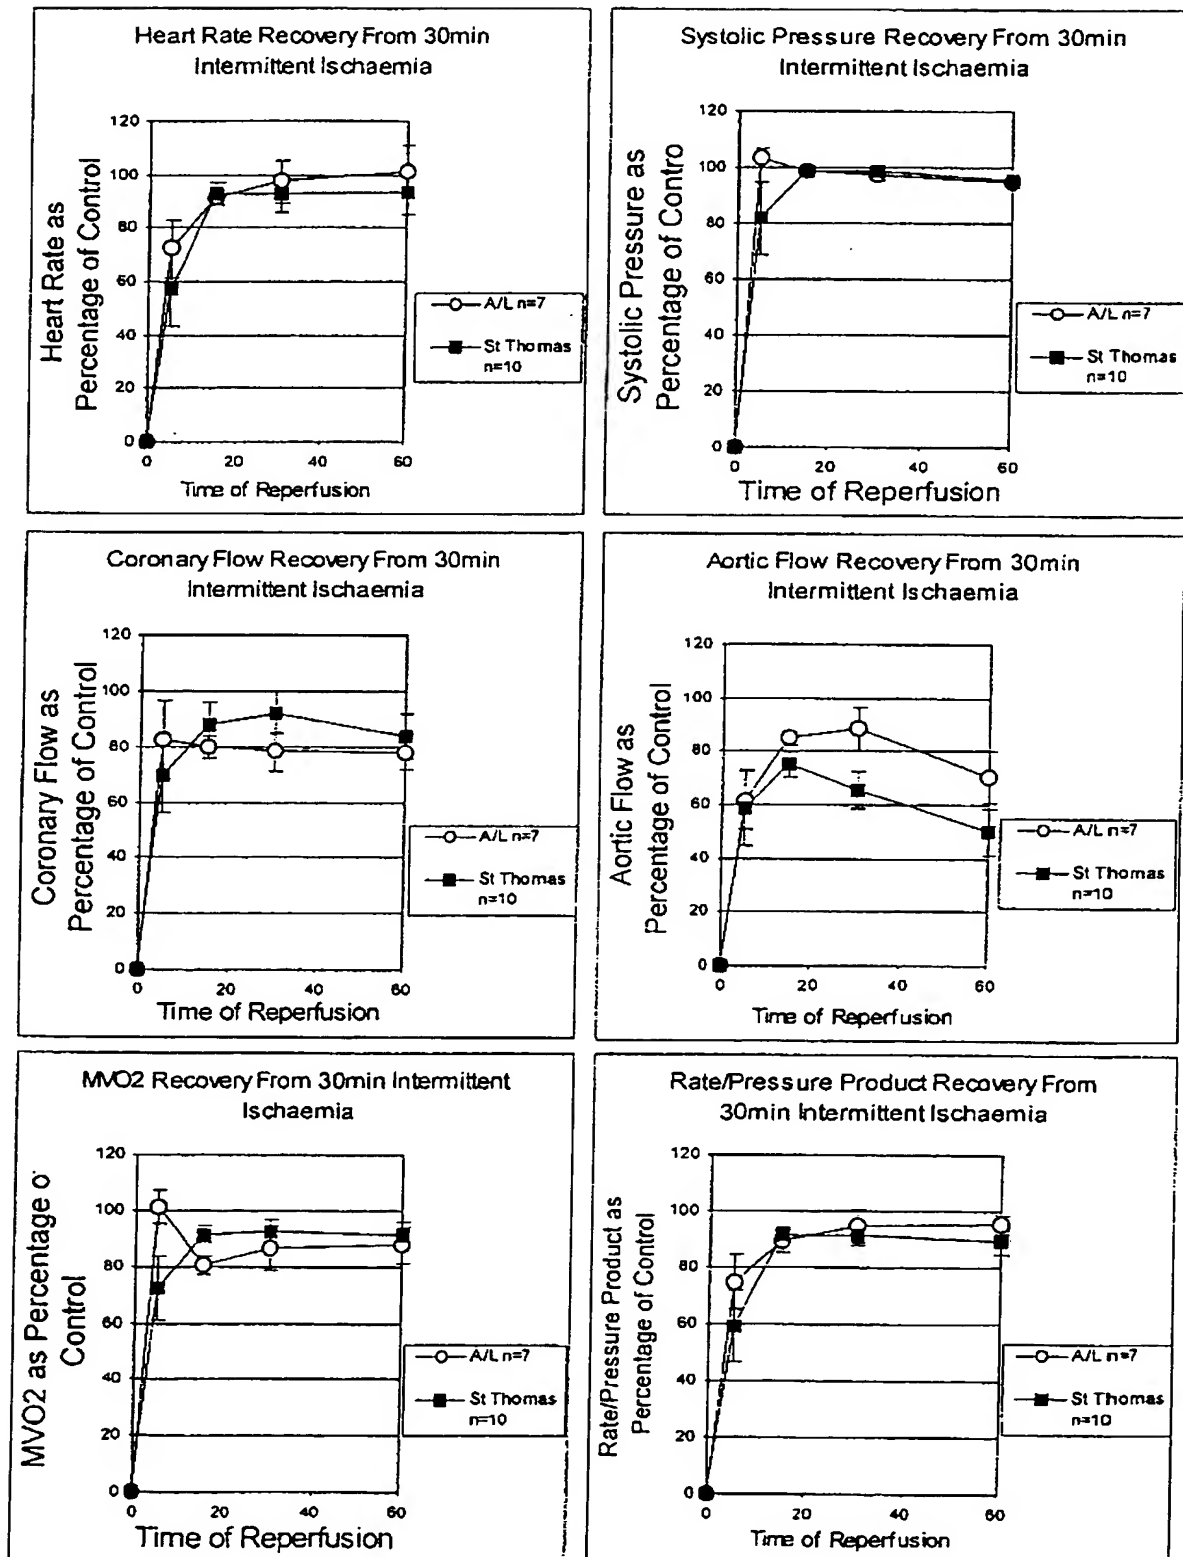 Heart Rate Recovery From 30min
Intermittent Ischaemia
Heart Rate as
Percentage of Control
120
100
80
60
40
20
0
0 20 40 60
Time of Reperfusion
A/L n=7
St Thomas
n=10
Systolic Pressure Recovery From 30min
Intermittent Ischaemia
Systolic Pressure as
Percentage of Contro
120
100
80
60
40
20
0
0 20 40 60
Time of Reperfusion
A/L n=7
St Thomas
n=10
Coronary Flow Recovery From 30min
Intermittent Ischaemia
Coronary Flow as
Percentage of Control
120
100
80
60
40
20
0
0 20 40 60
Time of Reperfusion
A/L n=7
St Thomas
n=10
Aortic Flow Recovery From 30min
Intermittent Ischaemia
Aortic Flow as
Percentage of Control
120
100
80
60
40
20
0
0 20 40 60
Time of Reperfusion
A/L n=7
St Thomas
n=10
MVO2 Recovery From 30min Intermittent
Ischaemia
MVO2 as Percentage o
Control
120
100
80
60
40
20
0
0 20 40 60
Time of Reperfusion
A/L n=7
St Thomas
n=10
Rate/Pressure Product Recovery From
30min Intermittent Ischaemia
Rate/Pressure Product as
Percentage of Control
120
100
80
60
40
20
0
0 20 40 60
Time of Reperfusion
A/L n=7
St Thomas
n=10